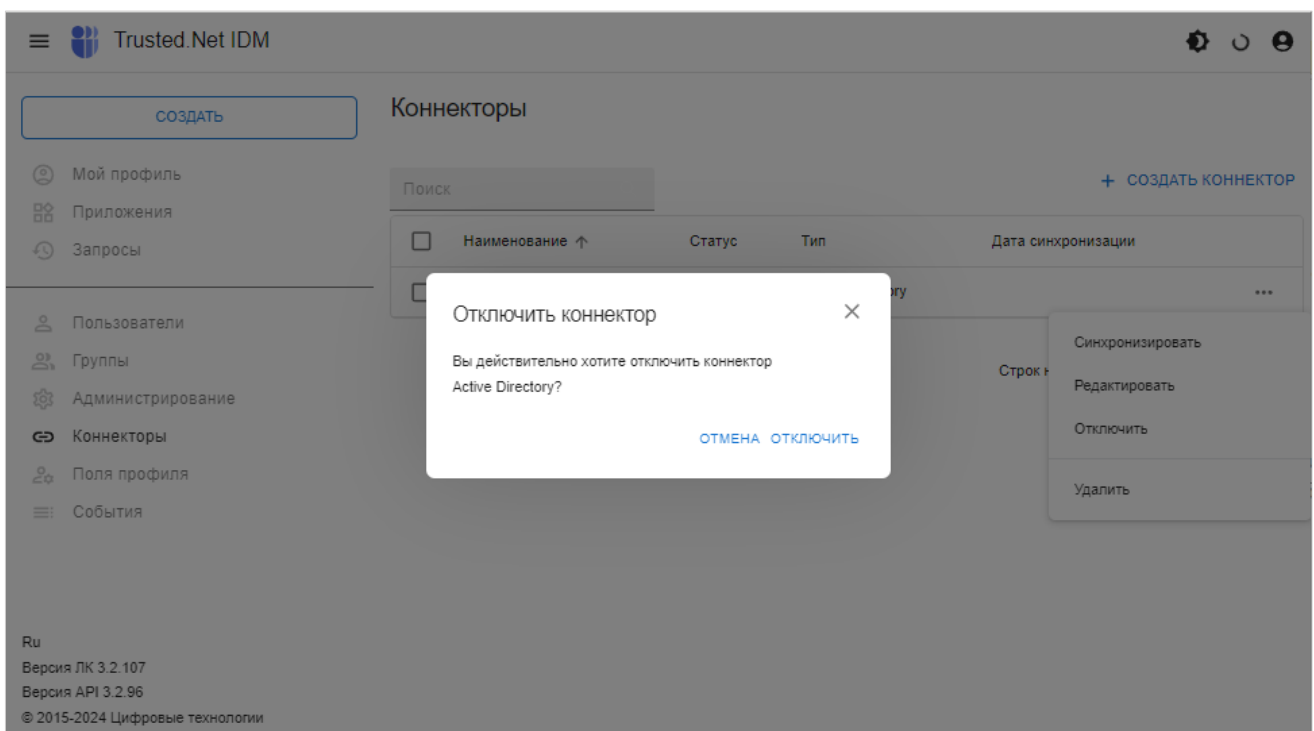 Trusted.Net IDM
СОЗДАТЬ
Мой профиль
Приложения
Запросы
Пользователи
Группы
Администрирование
Коннекторы
Поля профиля
События
Ru
Версия ЛК 3.2.107
Версия API 3.2.96
© 2015-2024 Цифровые технологии
Коннекторы
Поиск
+ СОЗДАТЬ КОННЕКТОР
Наименование Статус Тип Дата синхронизации
Отключить коннектор
Вы действительно хотите отключить коннектор
Active Directory?
ОТМЕНА ОТКЛЮЧИТЬ
Строк
Синхронизировать
Редактировать
Отключить
Удалить